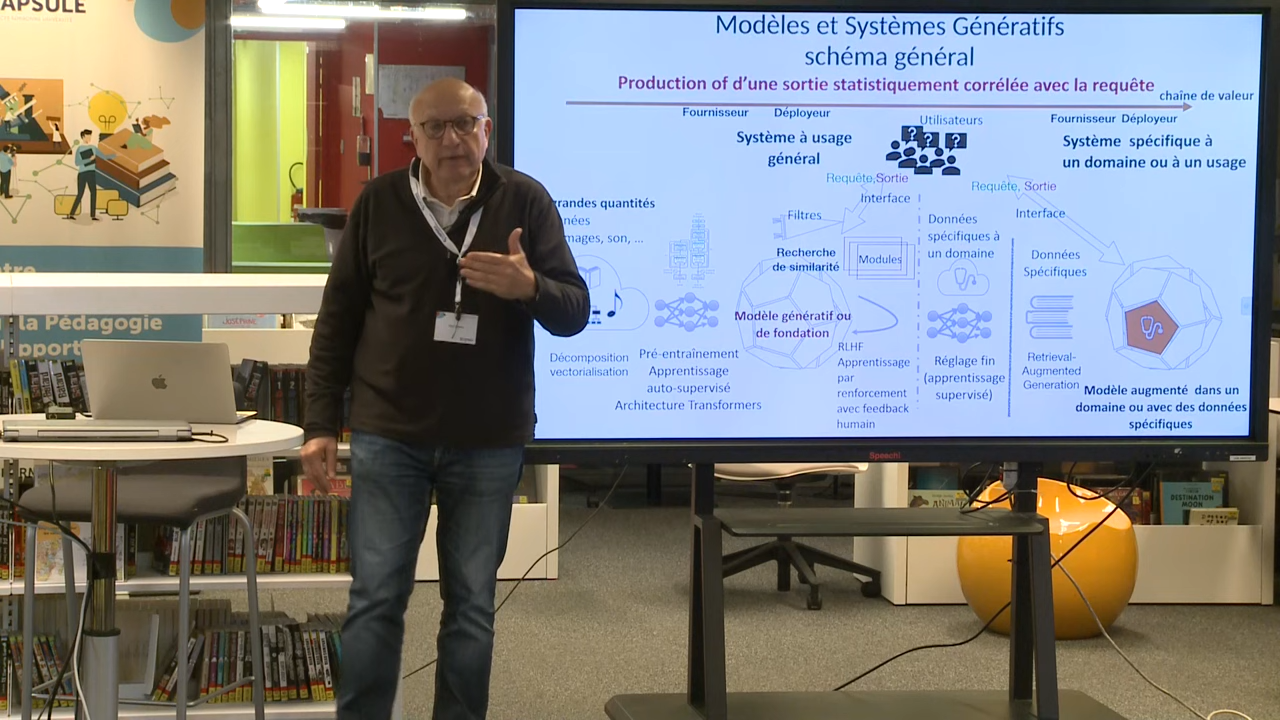 APSULE
Modèles et Systèmes Génératifs
schéma général
Production of d'une sortie statistiquement corrélée avec la requête
chaîne de valeur
Fournisseur
Déployeur
Utilisateurs
Fournisseur
Déployeur
Système à usage
général
Système spécifique à
un domaine ou à un usage
Requête, Sortie
Interface
Requête, Sortie
Interface
grandes quantités
nnées
images, son, ...
Filtres
Recherche
de similarité
Modules
Données
spécifiques à
un domaine
Données
Spécifiques
Modèle génératif ou
de fondation
Décomposition
vectorialisation
Pré-entraînement
Apprentissage
auto-supervisé
Architecture Transformers
RLHF
Apprentissage
par
renforcement
avec feedback
humain
Réglage fin
(apprentissage
supervisé)
Retrieval-
Augmented
Generation
Modèle augmenté dans un
domaine ou avec des données
spécifiques
Speechi
la Pédagogie
pport
DESTINATION
MOON